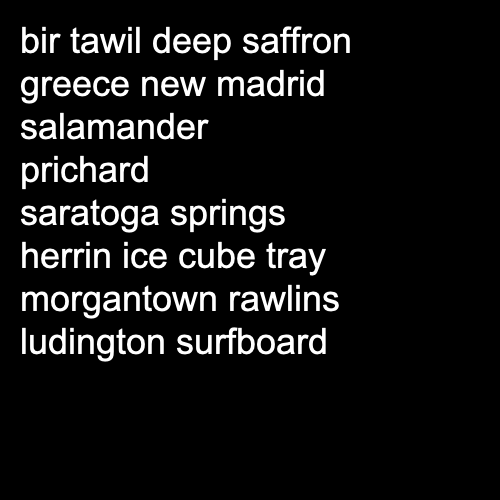 bir tawil deep saffron
greece new madrid
salamander
prichard
saratoga springs
herrin ice cube tray
morgantown rawlins
ludington surfboard